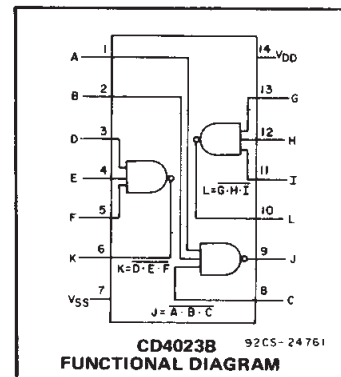 A 1
B 2
D 3
E 4
F 5
K 6
VSS 7
14 VDD
13 G
12 H
11 I
10 L
9 J
8 C
L=G·H·I
K=D·E·F
J=A·B·C
CD4023B
92CS-24761
FUNCTIONAL DIAGRAM